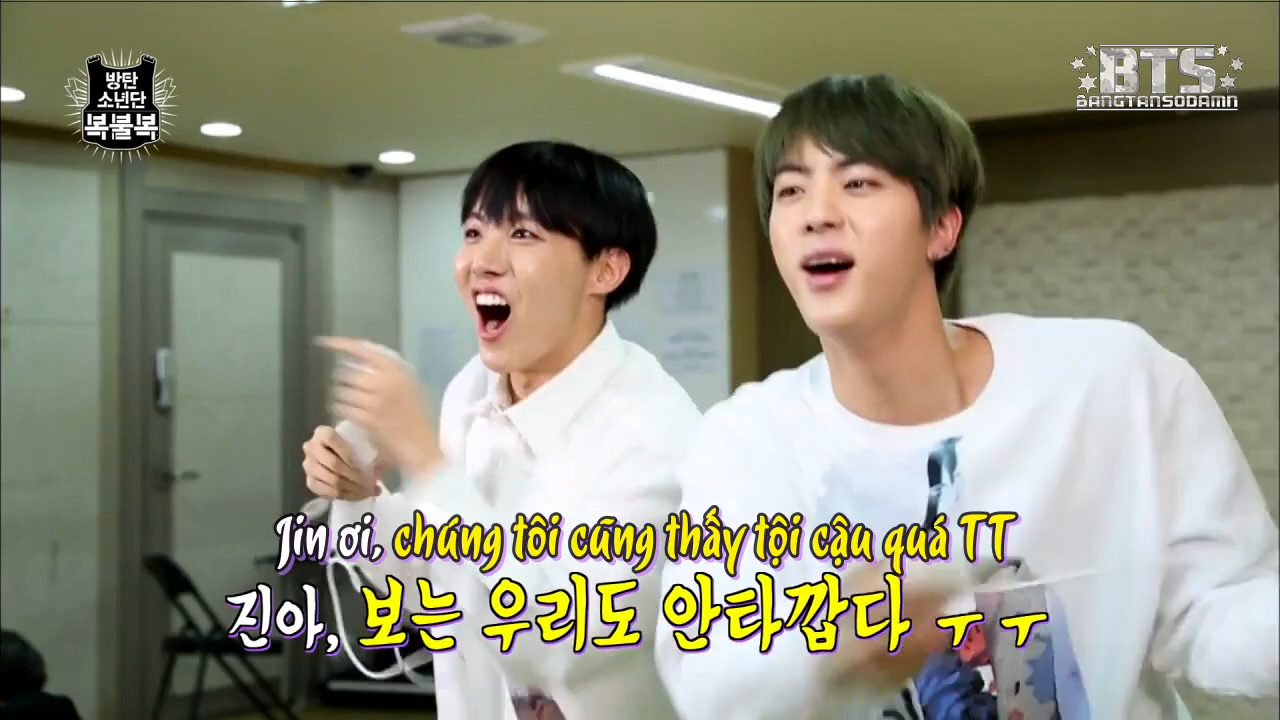 방탄
소년단
복불복
BTS
BANGTANSODAMN
Jin ơi, chúng tôi cũng thấy tội cậu quá TT
진아, 보는 우리도 안타깝다 ㅜㅜ